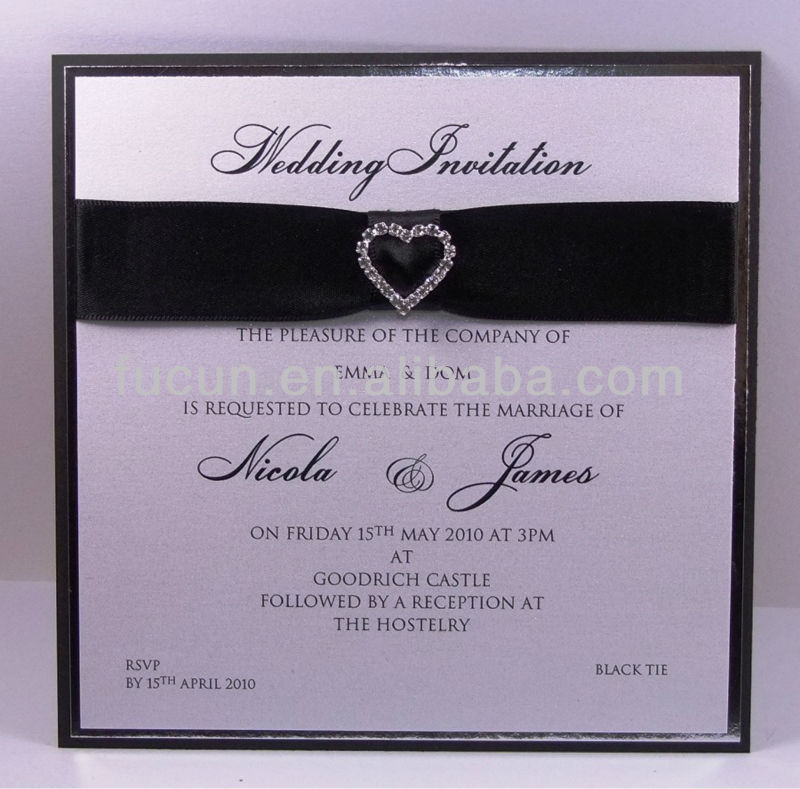 Wedding Invitation
THE PLEASURE OF THE COMPANY OF
EMMA & DOM
fucun.en.alibaba.com
IS REQUESTED TO CELEBRATE THE MARRIAGE OF
Nicola & James
ON FRIDAY 15TH MAY 2010 AT 3PM
AT
GOODRICH CASTLE
FOLLOWED BY A RECEPTION AT
THE HOSTELRY
RSVP
BY 15TH APRIL 2010
BLACK TIE